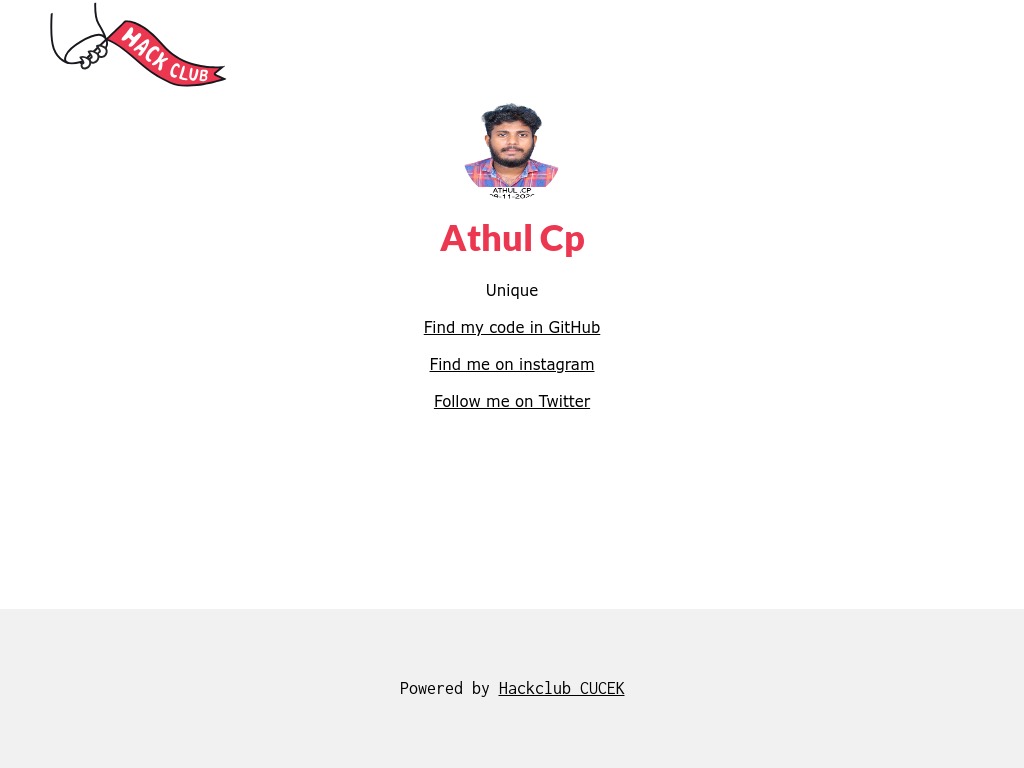 HACK CLUB
ATHUL .CP
Athul Cp
Unique
Find my code in GitHub
Find me on instagram
Follow me on Twitter
Powered by Hackclub CUCEK